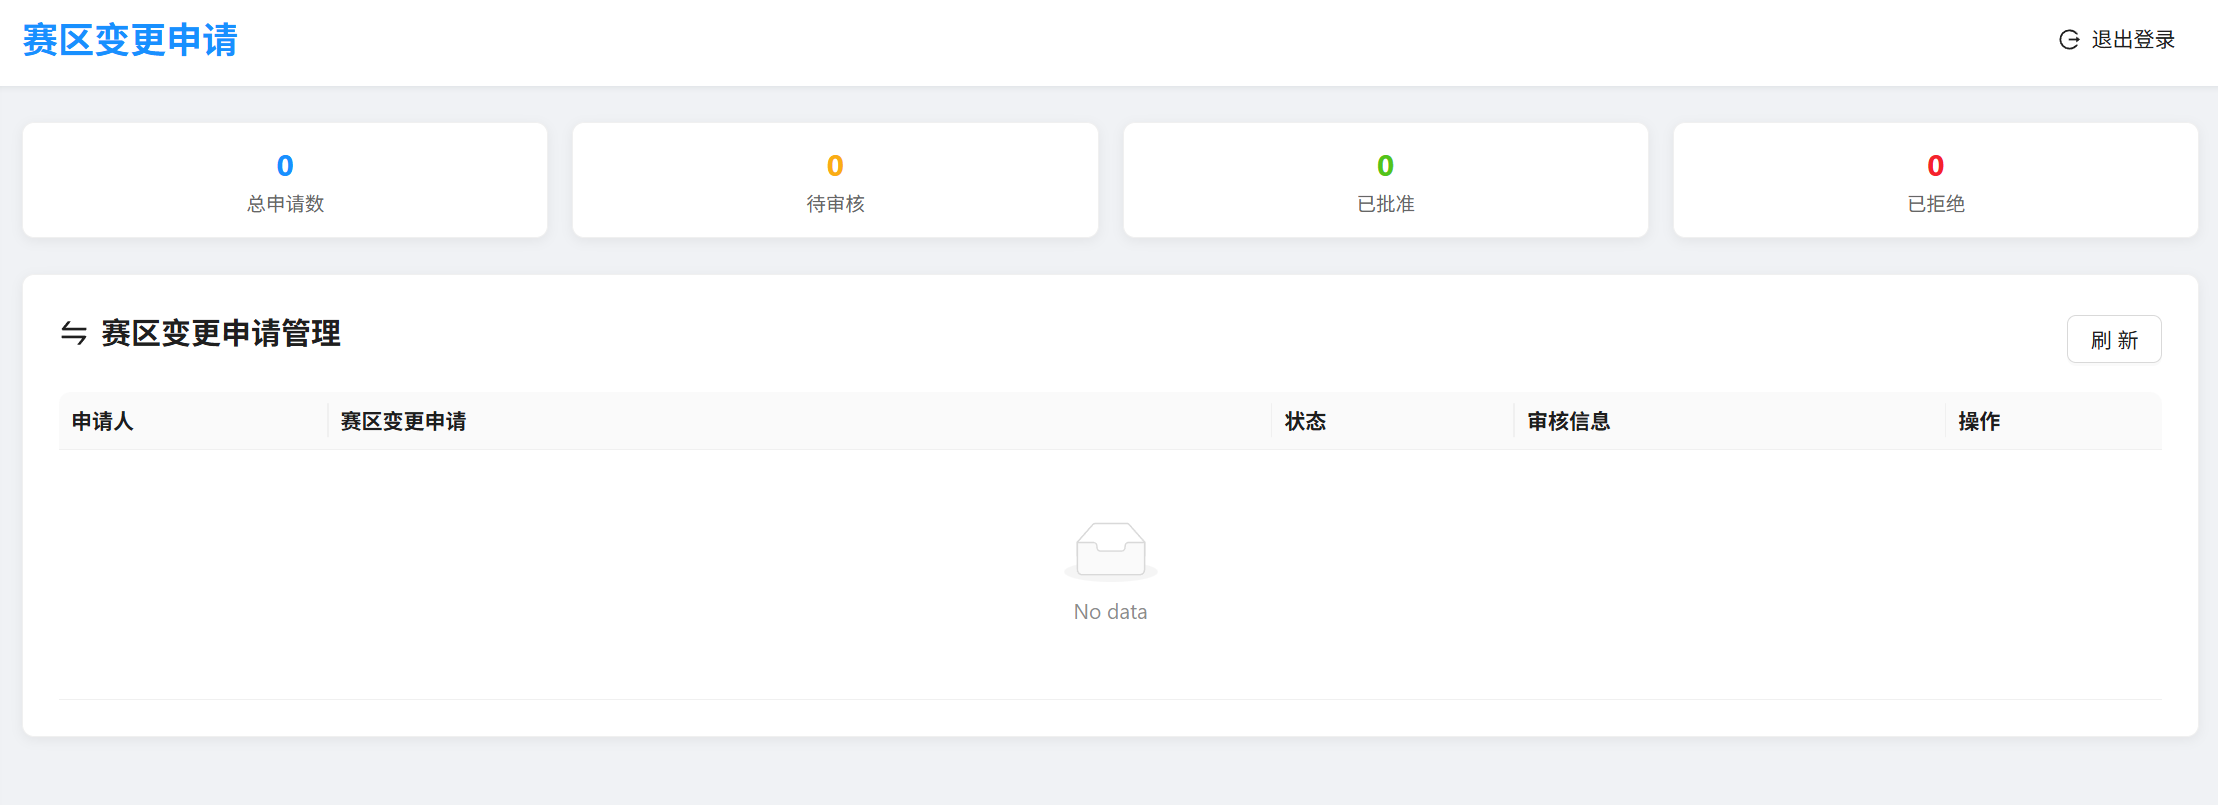 赛区变更申请
退出登录
0
总申请数
0
待审核
0
已批准
0
已拒绝
赛区变更申请管理
刷 新
申请人 赛区变更申请 状态 审核信息 操作
No data